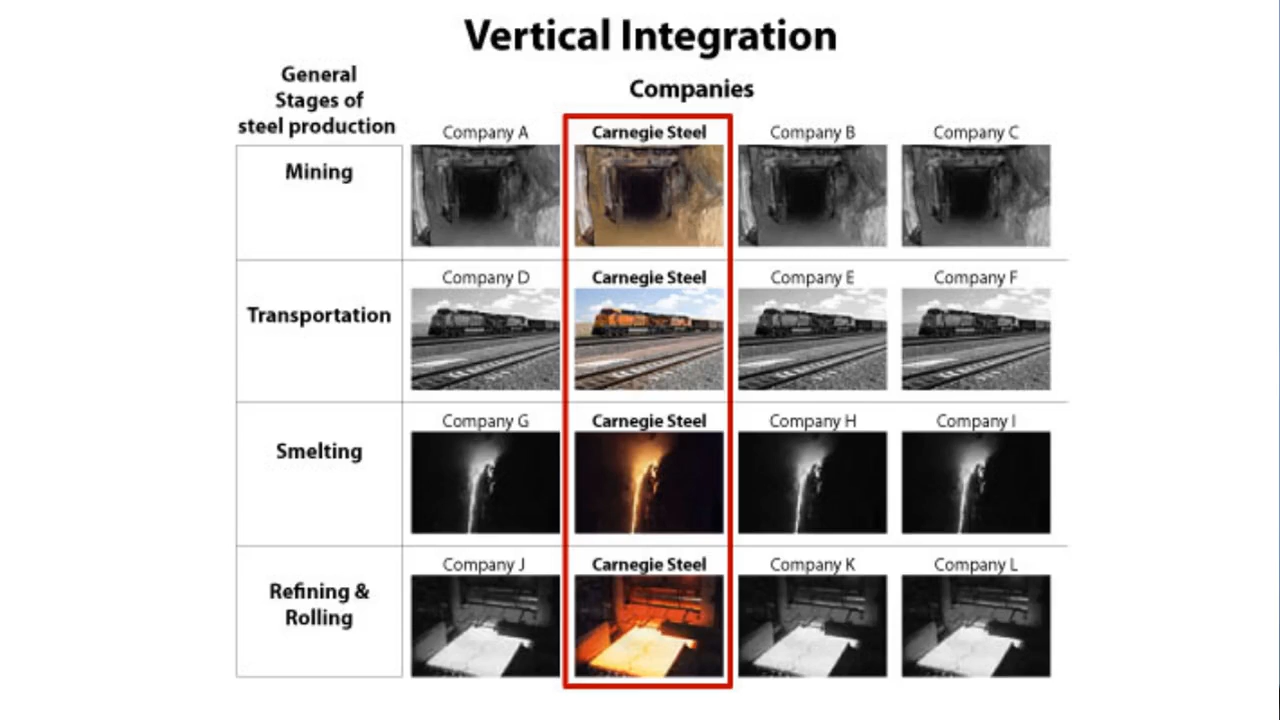 Vertical Integration
General
Stages of
steel production
Companies
Company A
Carnegie Steel
Company B
Company C
Mining
Company D
Carnegie Steel
Company E
Company F
Transportation
Company G
Carnegie Steel
Company H
Company I
Smelting
Company J
Carnegie Steel
Company K
Company L
Refining &
Rolling